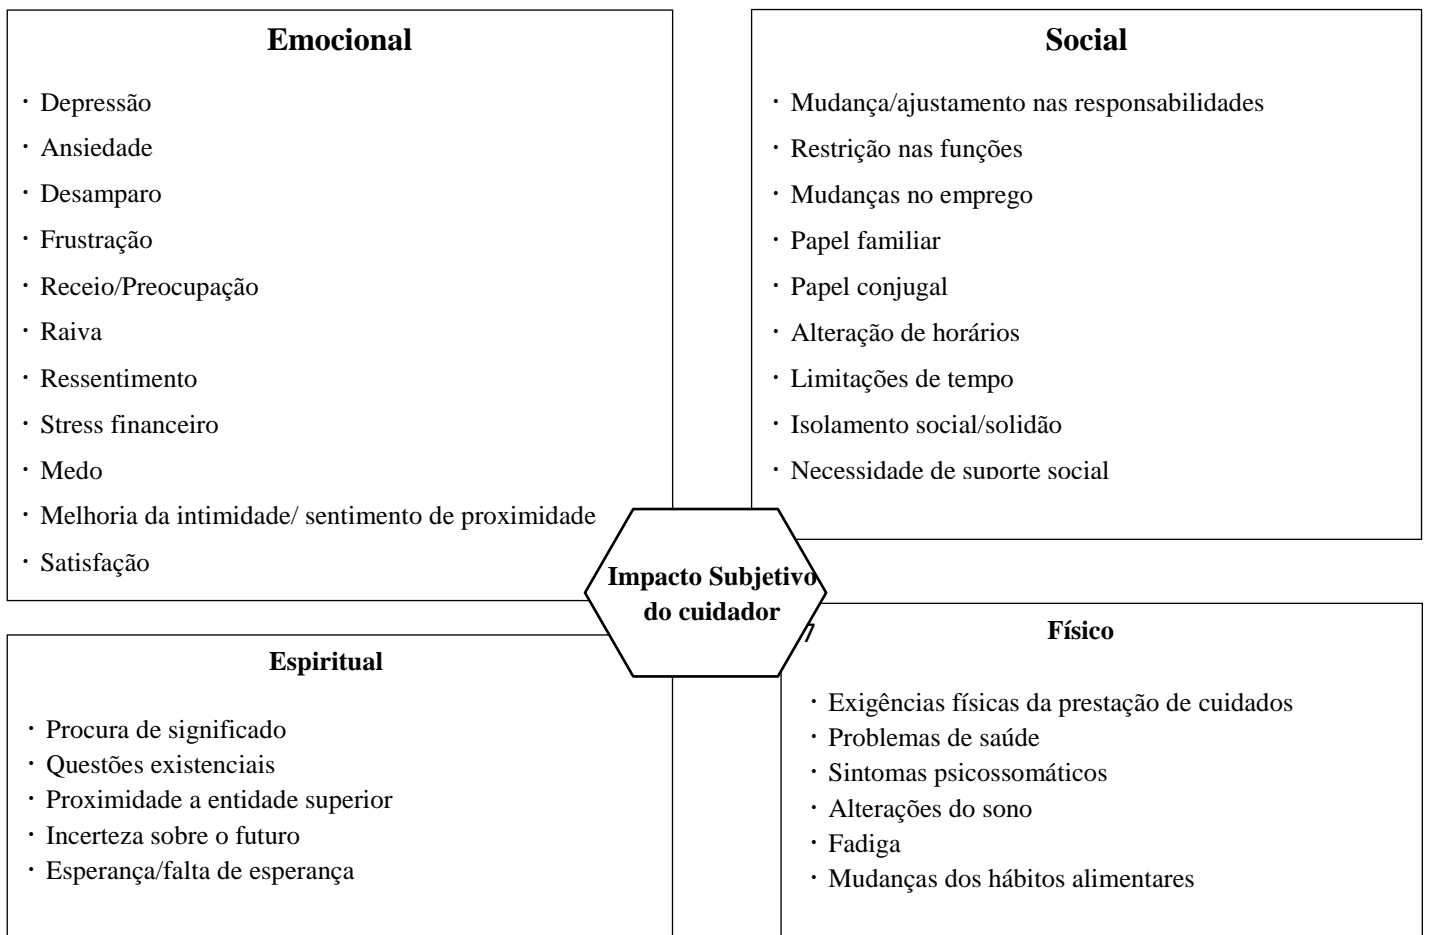 Emocional
· Depressão
· Ansiedade
· Desamparo
· Frustração
· Receio/Preocupação
· Raiva
· Ressentimento
· Stress financeiro
· Medo
· Melhoria da intimidade/ sentimento de proximidade
· Satisfação
Social
· Mudança/ajustamento nas responsabilidades
· Restrição nas funções
· Mudanças no emprego
· Papel familiar
· Papel conjugal
· Alteração de horários
· Limitações de tempo
· Isolamento social/solidão
· Necessidade de suporte social
Impacto Subjetivo
do cuidador
Espiritual
· Procura de significado
· Questões existenciais
· Proximidade a entidade superior
· Incerteza sobre o futuro
· Esperança/falta de esperança
Físico
· Exigências físicas da prestação de cuidados
· Problemas de saúde
· Sintomas psicossomáticos
· Alterações do sono
· Fadiga
· Mudanças dos hábitos alimentares